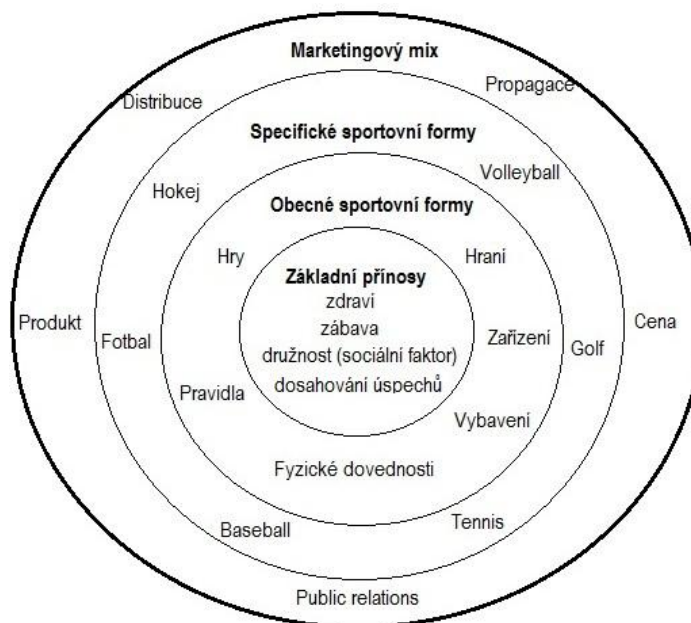 Marketingový mix
Propagace
Distribuce
Specifické sportovní formy
Volleyball
Hokej
Obecné sportovní formy
Hry
Hraní
Základní přínosy
zdraví
zábava
družnost (sociální faktor)
dosahování úspechů
Produkt
Fotbal
Zařízení
Golf
Cena
Pravidla
Vybavení
Fyzické dovednosti
Baseball
Tennis
Public relations